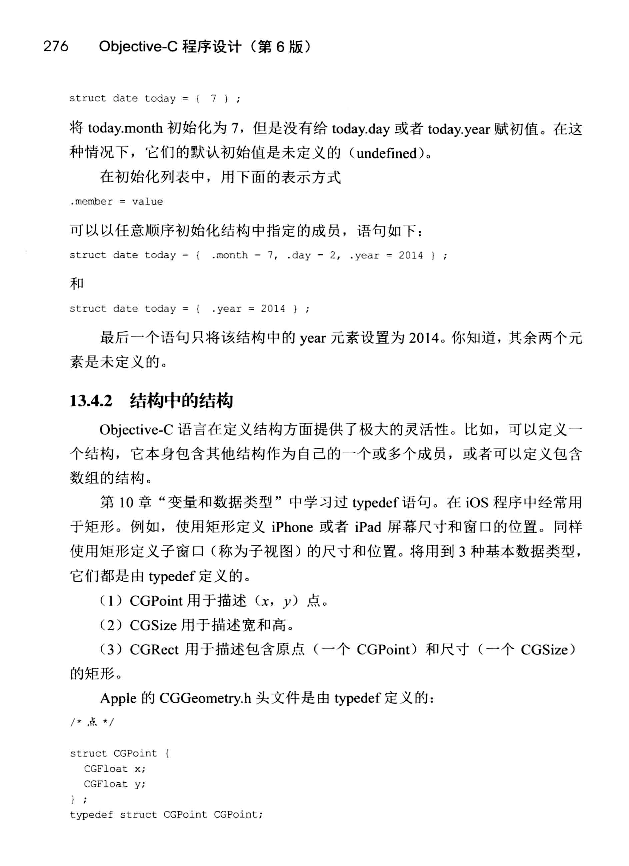 276 Objective-C 程序设计（第 6 版）
struct date today = { 7 } ;
将 today.month 初始化为 7，但是没有给 today.day 或者 today.year 赋初值。在这
种情况下，它们的默认初始值是未定义的（undefined）。
在初始化列表中，用下面的表示方式
.member = value
可以以任意顺序初始化结构中指定的成员，语句如下：
struct date today = { .month = 7, .day = 2, .year = 2014 } ;
和
struct date today = { .year = 2014 } ;
最后一个语句只将该结构中的 year 元素设置为 2014。你知道，其余两个元
素是未定义的。
13.4.2 结构中的结构
Objective-C 语言在定义结构方面提供了极大的灵活性。比如，可以定义一
个结构，它本身包含其他结构作为自己的一个或多个成员，或者可以定义包含
数组的结构。
第 10 章“变量和数据类型”中学习过 typedef 语句。在 iOS 程序中经常用
于矩形。例如，使用矩形定义 iPhone 或者 iPad 屏幕尺寸和窗口的位置。同样
使用矩形定义子窗口（称为子视图）的尺寸和位置。将用到 3 种基本数据类型，
它们都是由 typedef 定义的。
（1）CGPoint 用于描述（x，y）点。
（2）CGSize 用于描述宽和高。
（3）CGRect 用于描述包含原点（一个 CGPoint）和尺寸（一个 CGSize）
的矩形。
Apple 的 CGGeometry.h 头文件是由 typedef 定义的：
/* 点 */
struct CGPoint {
CGFloat x;
CGFloat y;
} ;
typedef struct CGPoint CGPoint;